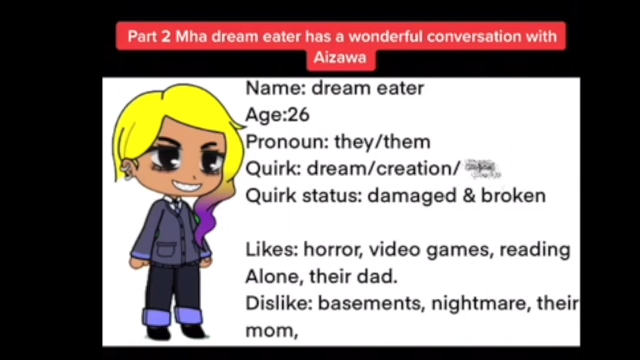 Part 2 Mha dream eater has a wonderful conversation with
Aizawa
Name: dream eater
Age:26
Pronoun: they/them
Quirk: dream/creation/
Quirk status: damaged & broken
Likes: horror, video games, reading
Alone, their dad.
Dislike: basements, nightmare, their
mom,